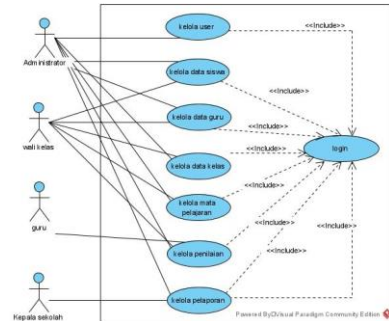 kelola user
<<Include>>
Administrator
kelola data siswa
<<Include>>
kelola data guru
<<Include>>
wali kelas
login
kelola data kelas
<<Include>>
kelola mata
pelajaran
<<Include>>
guru
<<Include>>
kelola penilaian
<<Include>>
kelola pelaporan
Kepala sekolah
Powered By Visual Paradigm Community Edition